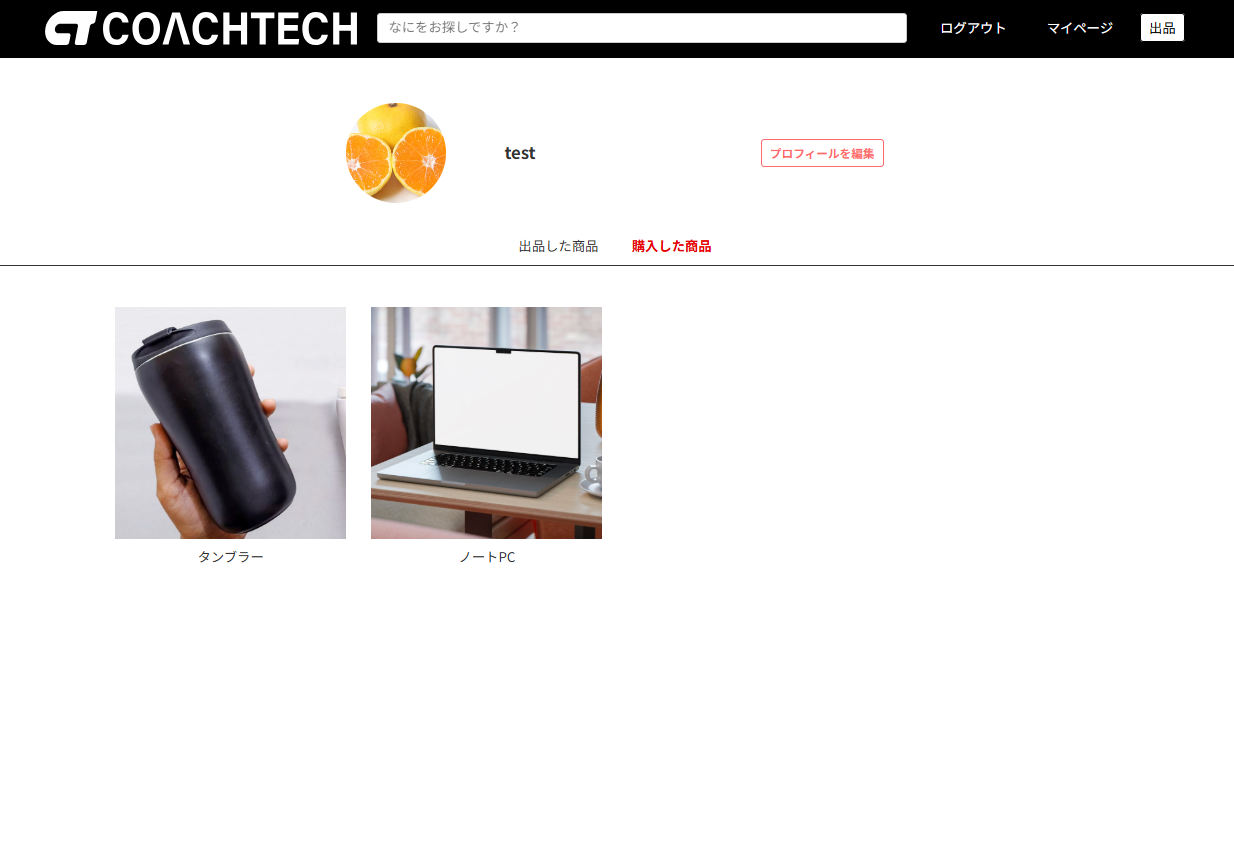 COACHTECH
なにをお探しですか？
ログアウト
マイページ
出品
test
プロフィールを編集
出品した商品
購入した商品
タンブラー
ノートPC